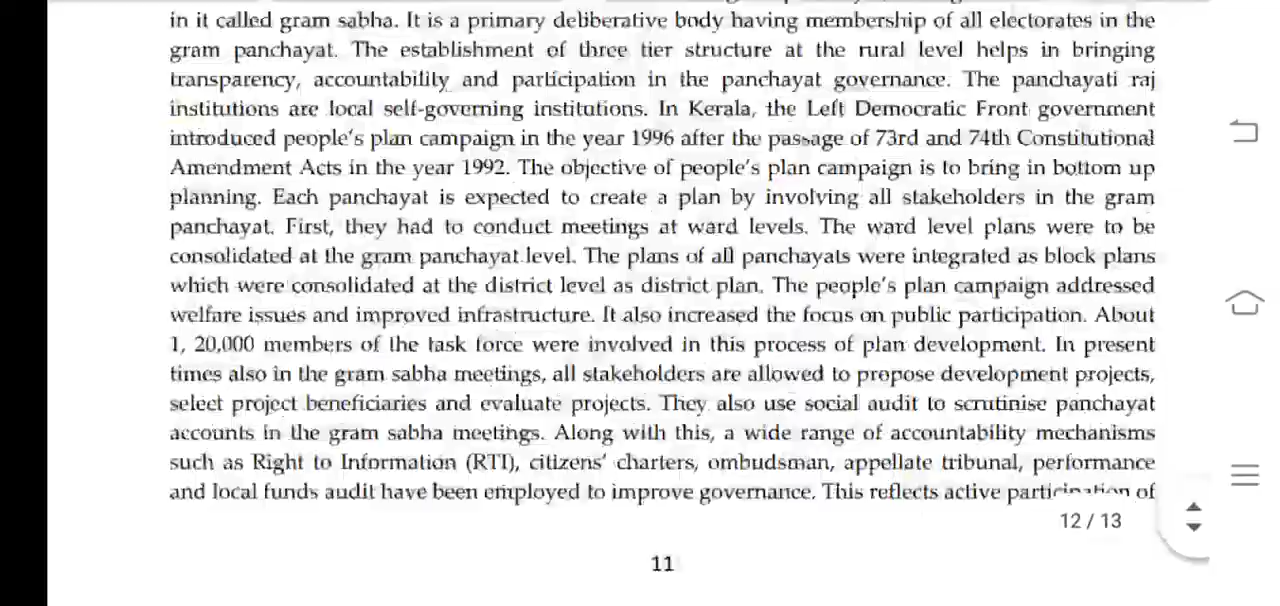 in it called gram sabha. It is a primary deliberative body having membership of all electorates in the
gram panchayat. The establishment of three tier structure at the rural level helps in bringing
transparency, accountability and participation in the panchayat governance. The panchayati raj
institutions are local self-governing institutions. In Kerala, the Left Democratic Front government
introduced people's plan campaign in the year 1996 after the passage of 73rd and 74th Constitutional
Amendment Acts in the year 1992. The objective of people's plan campaign is to bring in bottom up
planning. Each panchayat is expected to create a plan by involving all stakeholders in the gram
panchayat. First, they had to conduct meetings at ward levels. The ward level plans were to be
consolidated at the gram panchayat level. The plans of all panchayats were integrated as block plans
which were consolidated at the district level as district plan. The people's plan campaign addressed
welfare issues and improved infrastructure. It also increased the focus on public participation. About
1, 20,000 members of the task force were involved in this process of plan development. In present
times also in the gram sabha meetings, all stakeholders are allowed to propose development projects,
select project beneficiaries and evaluate projects. They also use social audit to scrutinise panchayat
accounts in the gram sabha meetings. Along with this, a wide range of accountability mechanisms
such as Right to Information (RTI), citizens' charters, ombudsman, appellate tribunal, performance
and local funds audit have been employed to improve governance. This reflects active participation of
12 / 13
11